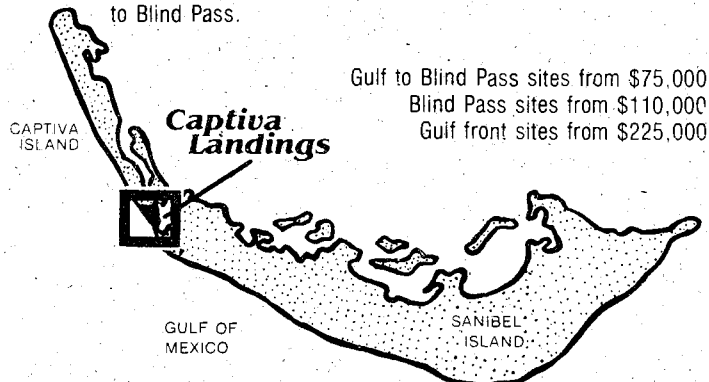 to Blind Pass.
Gulf to Blind Pass sites from $75,000
Blind Pass sites from $110,000
Gulf front sites from $225,000
CAPTIVA
ISLAND
Captiva
Landings
GULF OF
MEXICO
SANIBEL
ISLAND